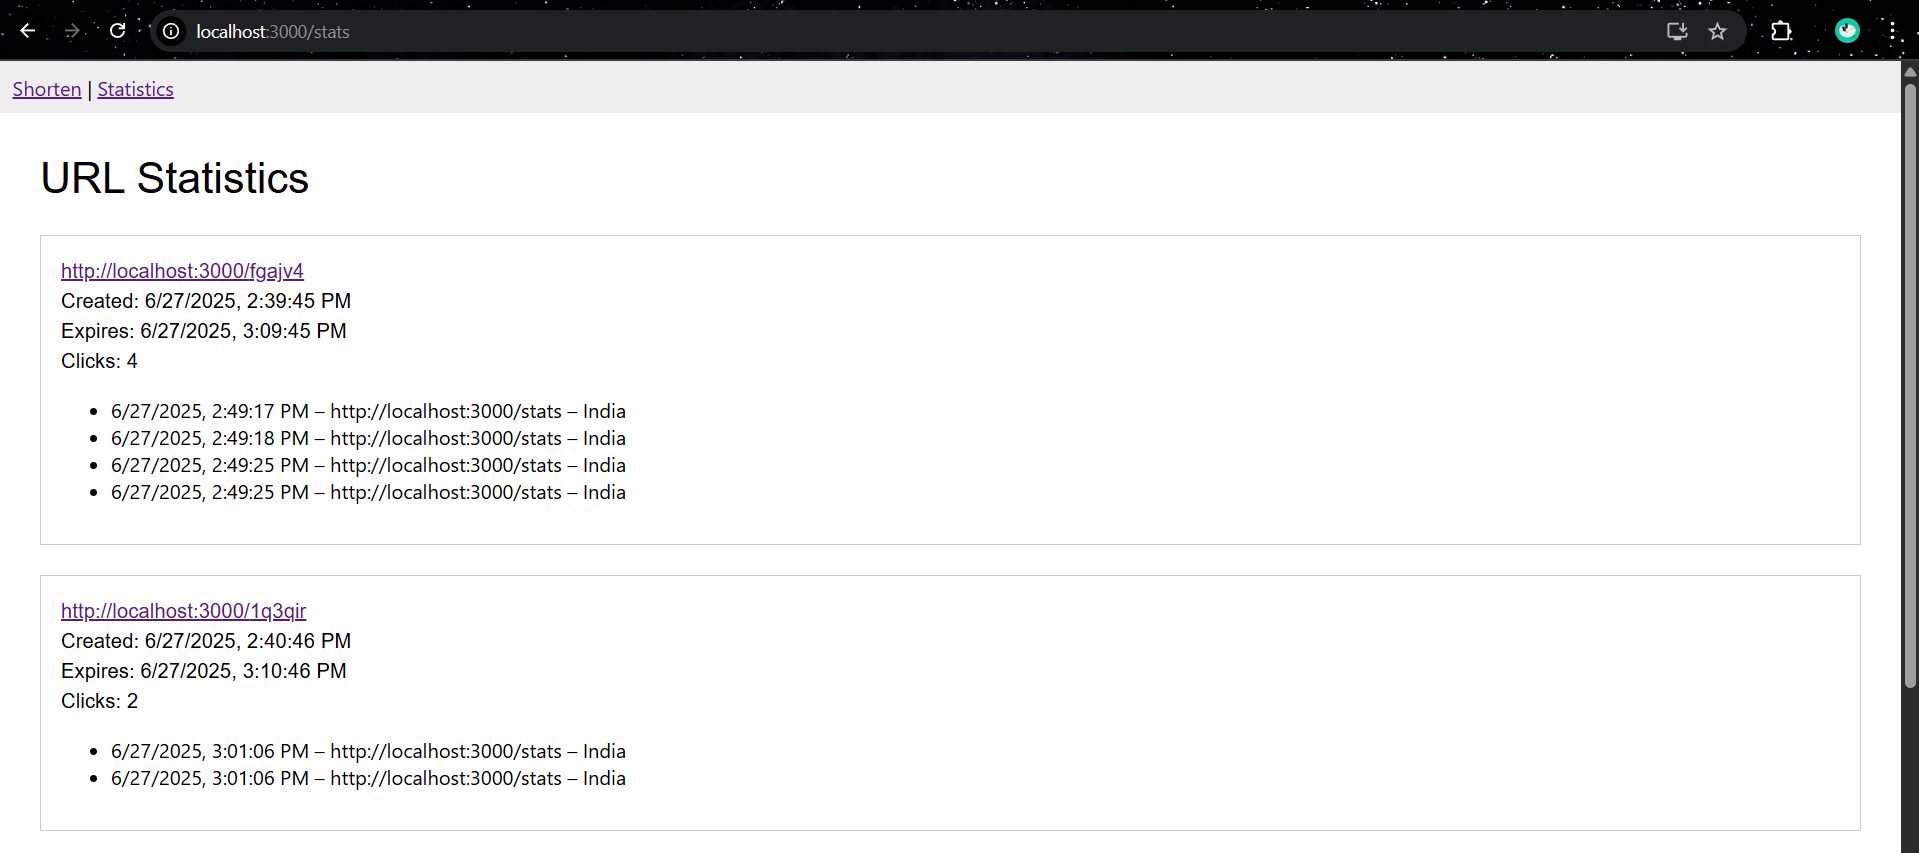 localhost:3000/stats
Shorten | Statistics
URL Statistics
http://localhost:3000/fgajv4
Created: 6/27/2025, 2:39:45 PM
Expires: 6/27/2025, 3:09:45 PM
Clicks: 4
• 6/27/2025, 2:49:17 PM – http://localhost:3000/stats – India
• 6/27/2025, 2:49:18 PM – http://localhost:3000/stats – India
• 6/27/2025, 2:49:25 PM – http://localhost:3000/stats – India
• 6/27/2025, 2:49:25 PM – http://localhost:3000/stats – India
http://localhost:3000/1q3qir
Created: 6/27/2025, 2:40:46 PM
Expires: 6/27/2025, 3:10:46 PM
Clicks: 2
• 6/27/2025, 3:01:06 PM – http://localhost:3000/stats – India
• 6/27/2025, 3:01:06 PM – http://localhost:3000/stats – India